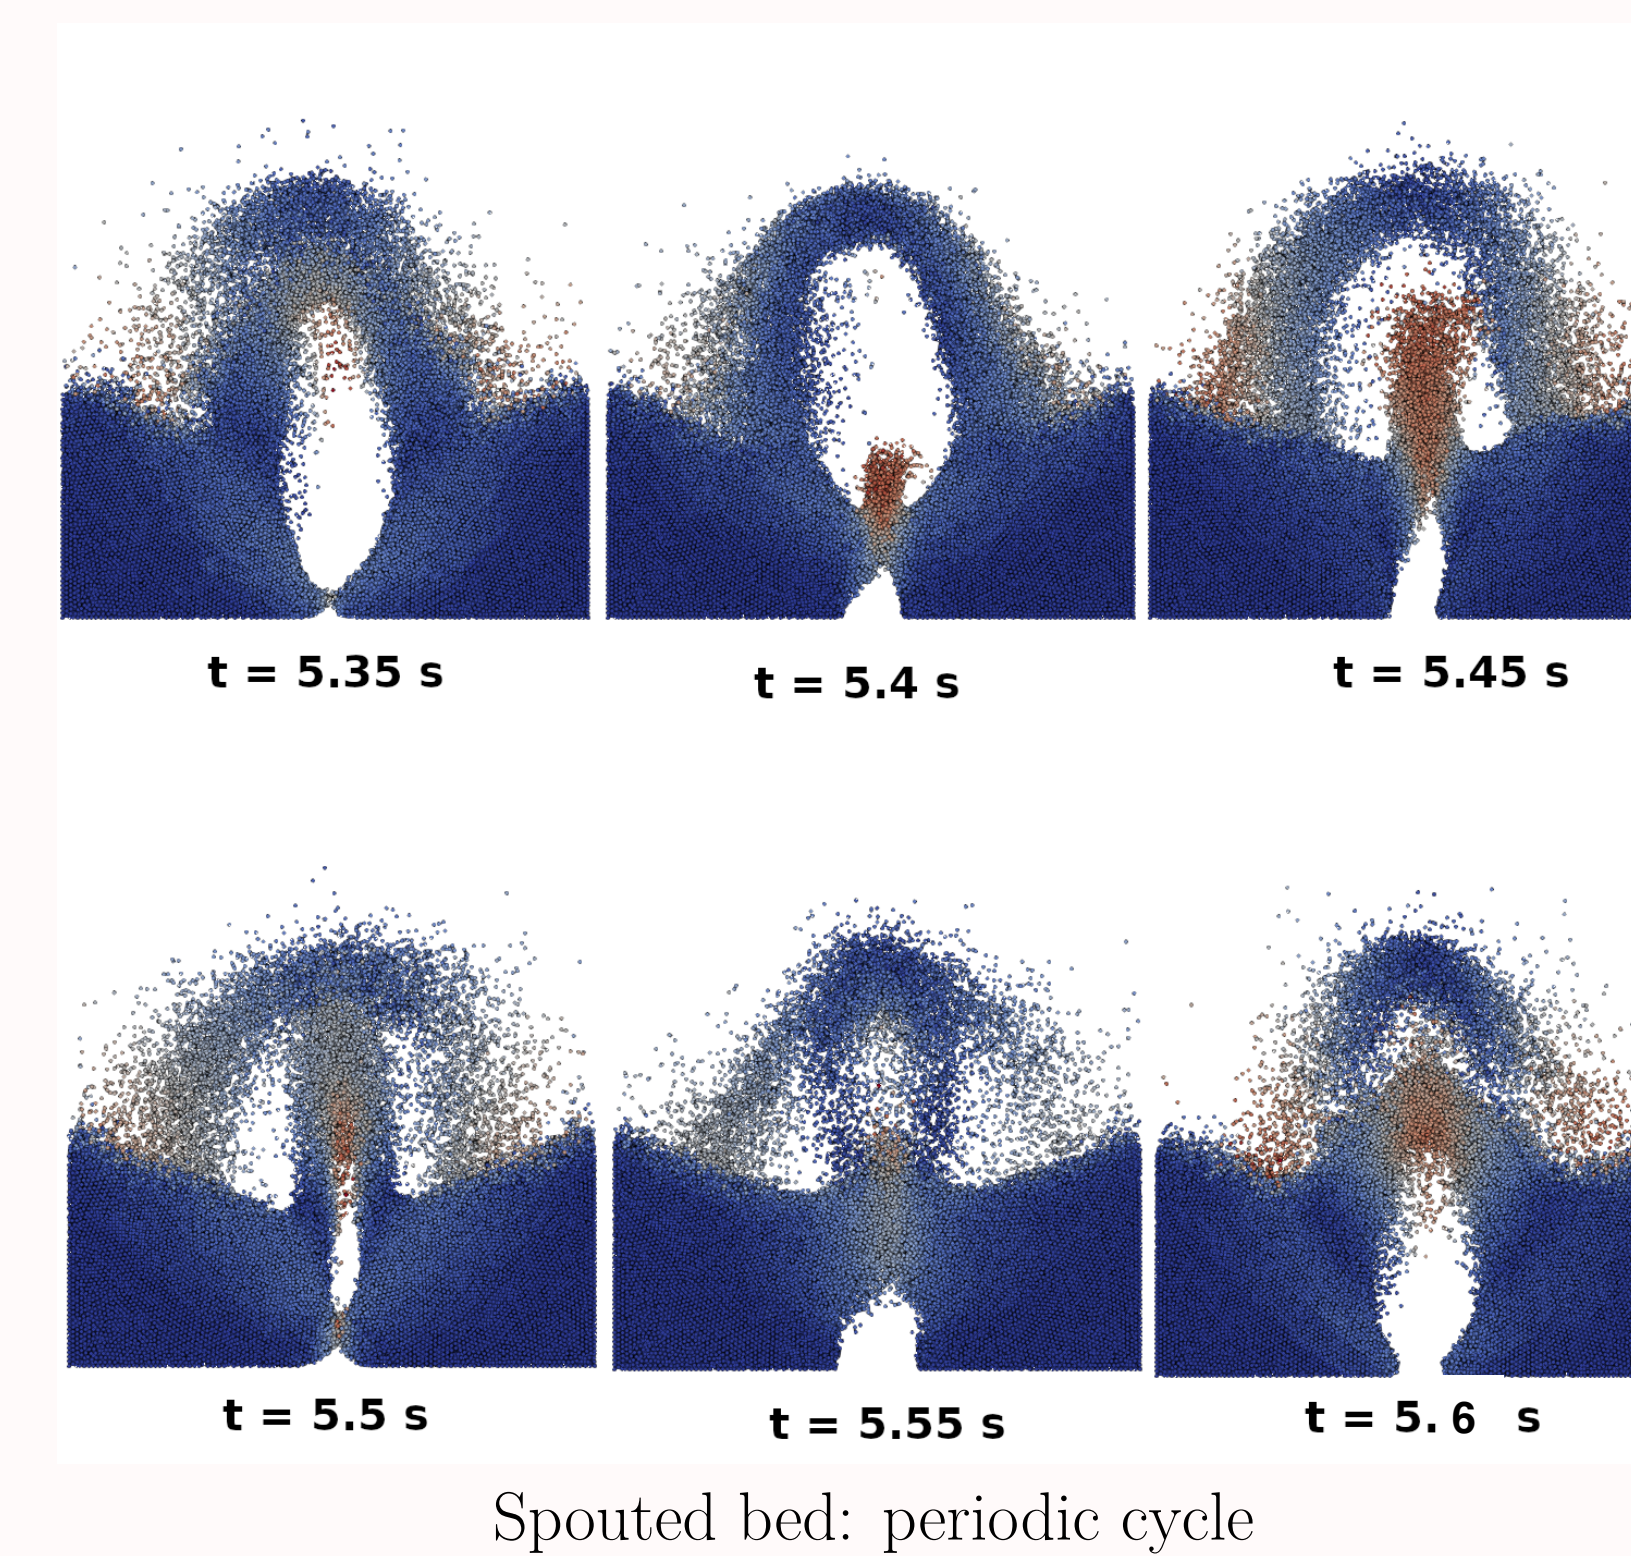 t = 5.35 s
t = 5.4 s
t = 5.45 s
t = 5.5 s
t = 5.55 s
t = 5.6 s
Spouted bed: periodic cycle